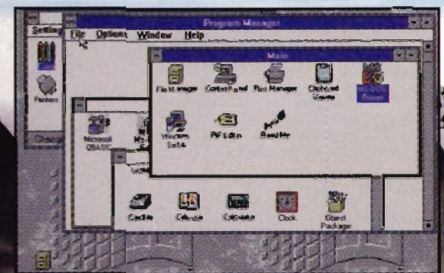 Program Manager
Settings
File Options Window Help
Main
File Manager
Control Panel
Print Manager
Clipboard
Viewer
Printers
Microsoft
QBASIC
Windows
Setup
PIF Editor
Read Me
Cardfile
Calendar
Calculator
Clock
Object
Packager